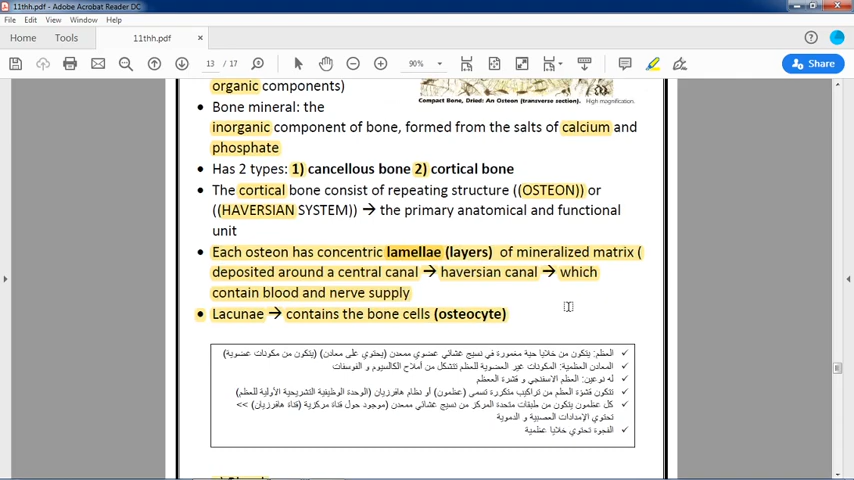 11thh.pdf - Adobe Acrobat Reader DC
File Edit View Window Help
Home Tools 11thh.pdf ×
13 / 17 90% Share
organic components)
Compact Bone, Dried: An Osteon (transverse section). High magnification.
• Bone mineral: the
inorganic component of bone, formed from the salts of calcium and
phosphate
• Has 2 types: 1) cancellous bone 2) cortical bone
• The cortical bone consist of repeating structure ((OSTEON)) or
((HAVERSIAN SYSTEM)) → the primary anatomical and functional
unit
• Each osteon has concentric lamellae (layers) of mineralized matrix (
deposited around a central canal → haversian canal → which
contain blood and nerve supply
• Lacunae → contains the bone cells (osteocyte)
✓ العظم: يتكون من خلايا حية مغمورة في نسيج غشائي عضوي ممعدن (يحتوي على معادن) (يتكون من مكونات عضوية)
✓ المعادن العظمية: المكونات غير العضوية للعظم تتشكل من أملاح الكالسيوم و الفوسفات
✓ له نوعين: العظم الاسفنجي و قشرة العظم
✓ تتكون قشرة العظم من تراكيب متكررة تسمى (عظمون) أو نظام هافرزيان (الوحدة الوظيفية التشريحية الأولية للعظم)
✓ كل عظمون يتكون من طبقات متحدة المركز من نسيج غشائي ممعدن (موجود حول قناة مركزية (قناة هافرزيان) >>
تحتوي الإمدادات العصبية و الدموية
✓ الفجوة تحتوي خلايا عظمية